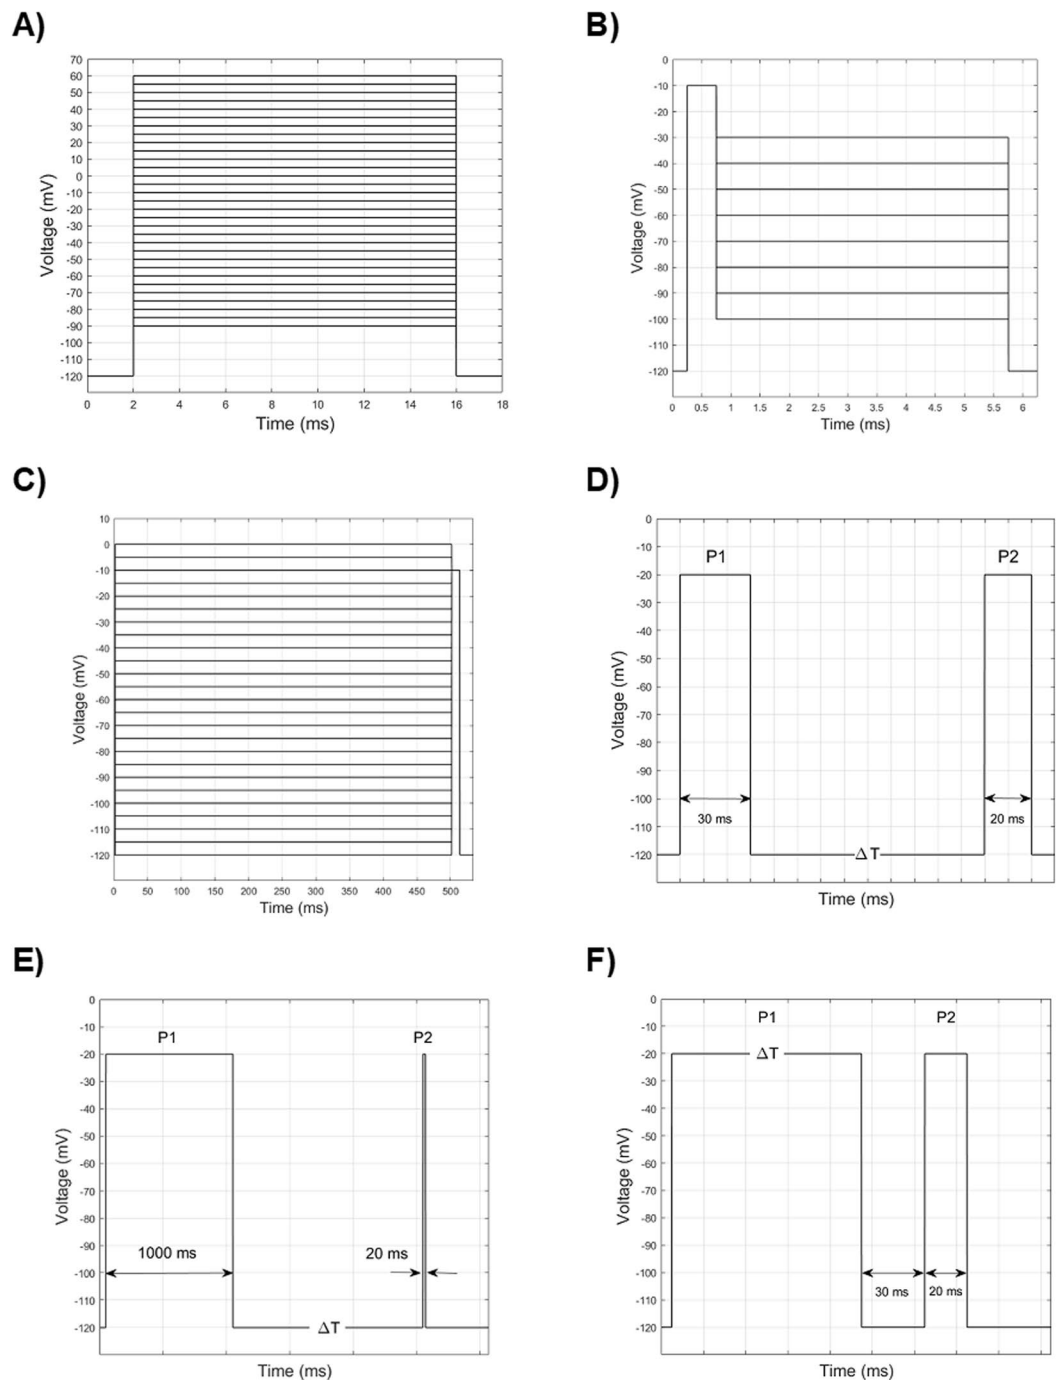 A)
70
60
50
40
30
20
10
0
-10
-20
-30
-40
-50
-60
-70
-80
-90
-100
-110
-120
Voltage (mV)
0 2 4 6 8 10 12 14 16 18
Time (ms)
B)
0
-10
-20
-30
-40
-50
-60
-70
-80
-90
-100
-110
-120
Voltage (mV)
0 0.5 1 1.5 2 2.5 3 3.5 4 4.5 5 5.5 6
Time (ms)
C)
10
0
-10
-20
-30
-40
-50
-60
-70
-80
-90
-100
-110
-120
Voltage (mV)
0 50 100 150 200 250 300 350 400 450 500
Time (ms)
D)
0
-10
-20
-30
-40
-50
-60
-70
-80
-90
-100
-110
-120
Voltage (mV)
P1 P2
30 ms 20 ms
ΔT
Time (ms)
E)
0
-10
-20
-30
-40
-50
-60
-70
-80
-90
-100
-110
-120
Voltage (mV)
P1 P2
1000 ms 20 ms
ΔT
Time (ms)
F)
0
-10
-20
-30
-40
-50
-60
-70
-80
-90
-100
-110
-120
Voltage (mV)
P1 P2
ΔT
30 ms 20 ms
Time (ms)